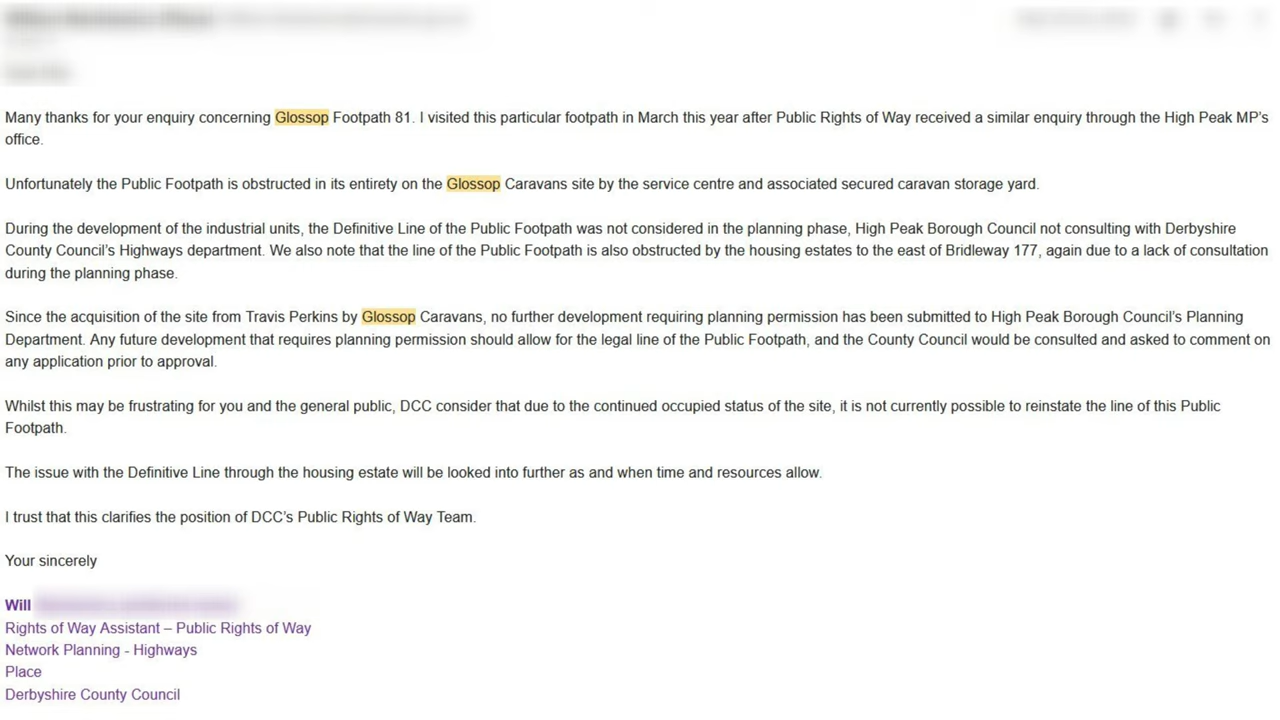 Many thanks for your enquiry concerning Glossop Footpath 81. I visited this particular footpath in March this year after Public Rights of Way received a similar enquiry through the High Peak MP's
office.
Unfortunately the Public Footpath is obstructed in its entirety on the Glossop Caravans site by the service centre and associated secured caravan storage yard.
During the development of the industrial units, the Definitive Line of the Public Footpath was not considered in the planning phase, High Peak Borough Council not consulting with Derbyshire
County Council's Highways department. We also note that the line of the Public Footpath is also obstructed by the housing estates to the east of Bridleway 177, again due to a lack of consultation
during the planning phase.
Since the acquisition of the site from Travis Perkins by Glossop Caravans, no further development requiring planning permission has been submitted to High Peak Borough Council's Planning
Department. Any future development that requires planning permission should allow for the legal line of the Public Footpath, and the County Council would be consulted and asked to comment on
any application prior to approval.
Whilst this may be frustrating for you and the general public, DCC consider that due to the continued occupied status of the site, it is not currently possible to reinstate the line of this Public
Footpath.
The issue with the Definitive Line through the housing estate will be looked into further as and when time and resources allow.
I trust that this clarifies the position of DCC's Public Rights of Way Team.
Your sincerely
Will
Rights of Way Assistant – Public Rights of Way
Network Planning - Highways
Place
Derbyshire County Council